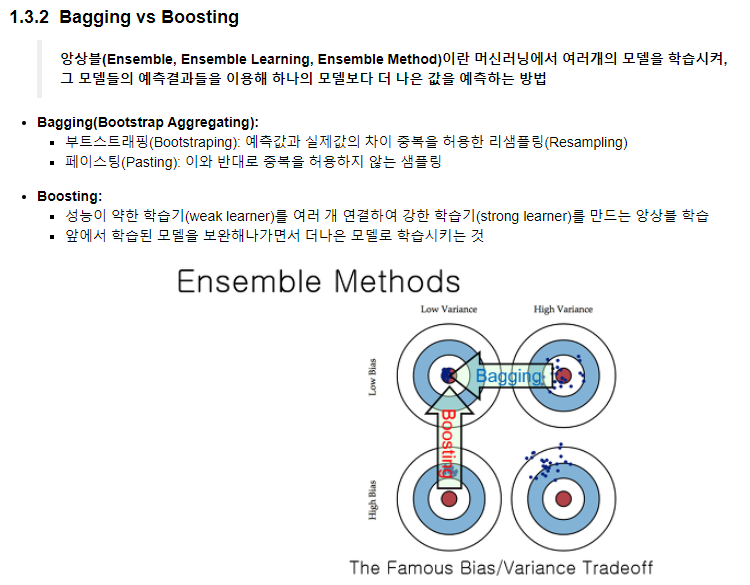 1.3.2 Bagging vs Boosting
앙상블(Ensemble, Ensemble Learning, Ensemble Method)이란 머신러닝에서 여러개의 모델을 학습시켜,
그 모델들의 예측결과들을 이용해 하나의 모델보다 더 나은 값을 예측하는 방법
• Bagging(Bootstrap Aggregating):
▪ 부트스트래핑(Bootstraping): 예측값과 실제값의 차이 중복을 허용한 리샘플링(Resampling)
▪ 페이스팅(Pasting): 이와 반대로 중복을 허용하지 않는 샘플링
• Boosting:
▪ 성능이 약한 학습기(weak learner)를 여러 개 연결하여 강한 학습기(strong learner)를 만드는 앙상블 학습
▪ 앞에서 학습된 모델을 보완해나가면서 더나은 모델로 학습시키는 것
Ensemble Methods
Low Variance
High Variance
Low Bias
Bagging
Boosting
High Bias
The Famous Bias/Variance Tradeoff